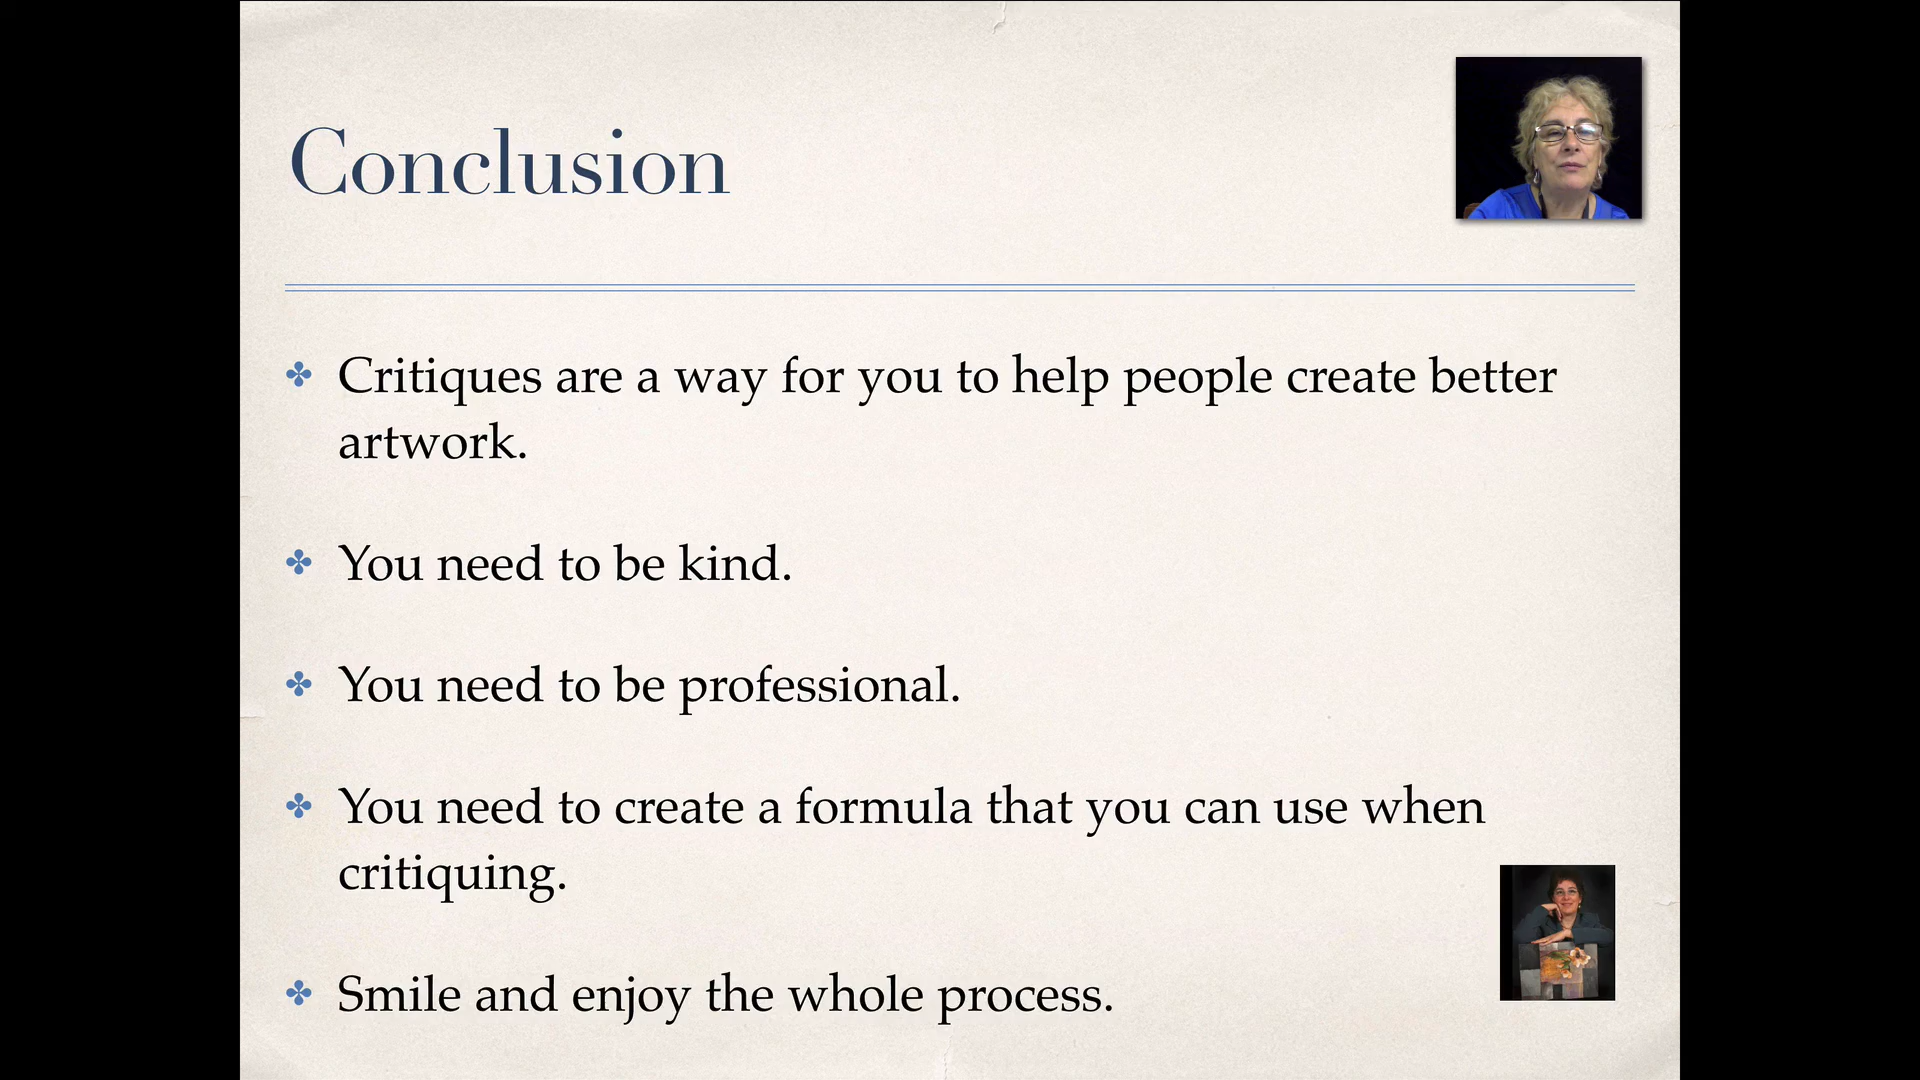 Conclusion
Critiques are a way for you to help people create better
artwork.
You need to be kind.
You need to be professional.
You need to create a formula that you can use when
critiquing.
Smile and enjoy the whole process.